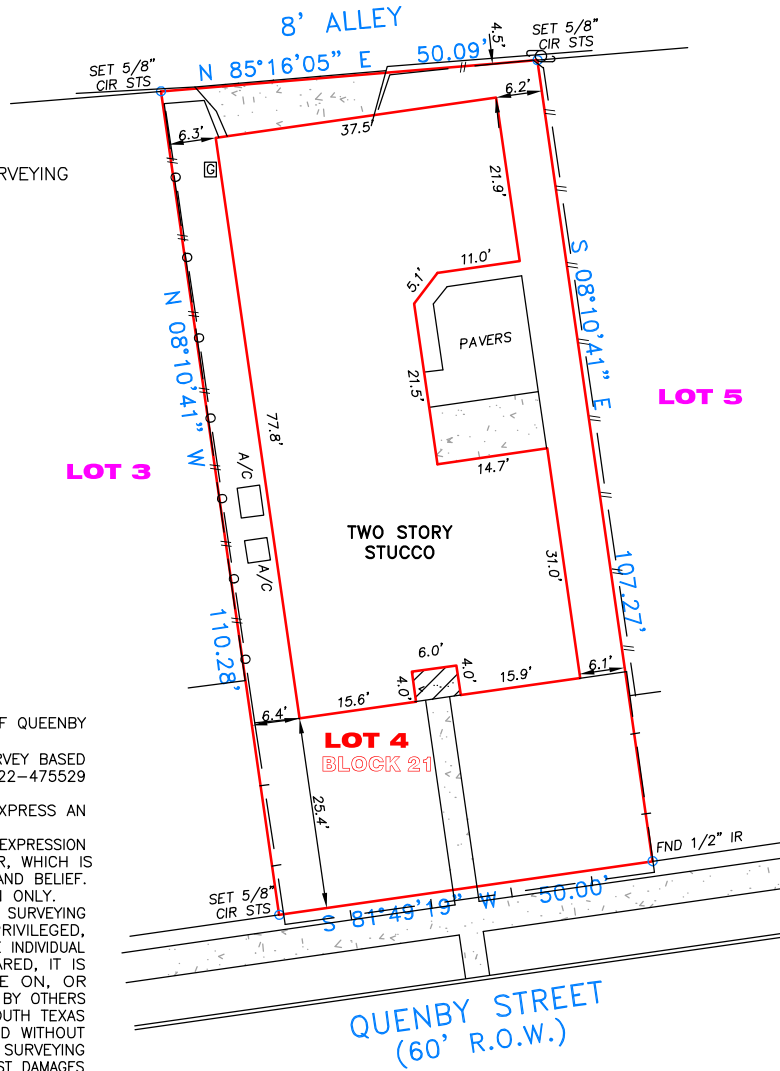 8' ALLEY
SET 5/8"
CIR STS
4.5'
SET 5/8"
CIR STS
N 85°16'05" E 50.09'
6.2'
37.5'
6.3'
G
RVEYING
21.9'
11.0'
5.1'
S 08°10'41" E
N 08°10'41" W
PAVERS
21.5'
LOT 5
77.8'
LOT 3
A/C
14.7'
TWO STORY
STUCCO
31.0'
A/C
107.27'
110.28'
6.0'
4.0'
4.0'
15.9'
6.1'
15.6'
6.4'
LOT 4
BLOCK 21
25.4'
F QUEENBY
RVEY BASED
22-475529
EXPRESS AN
EXPRESSION
R, WHICH IS
AND BELIEF.
N ONLY.
SURVEYING
PRIVILEGED,
E INDIVIDUAL
ARED, IT IS
E ON, OR
BY OTHERS
OUTH TEXAS
D WITHOUT
SURVEYING
ST DAMAGES
FND 1/2" IR
SET 5/8"
CIR STS
S 81°49'19" W 50.00'
QUENBY STREET
(60' R.O.W.)